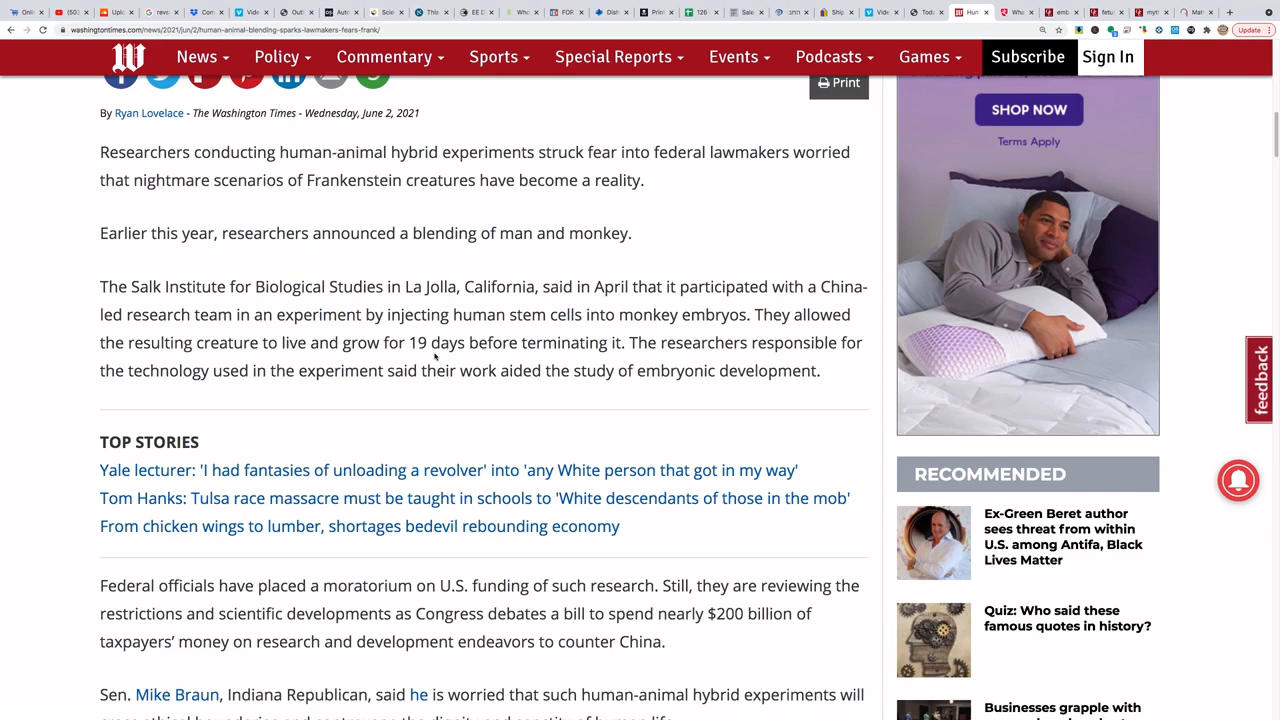 washingtontimes.com/news/2021/jun/2/human-animal-blending-sparks-lawmakers-fears-frank/
Update
W
News
Policy
Commentary
Sports
Special Reports
Events
Podcasts
Games
Subscribe
Sign In
Print
By Ryan Lovelace - The Washington Times - Wednesday, June 2, 2021
Researchers conducting human-animal hybrid experiments struck fear into federal lawmakers worried
that nightmare scenarios of Frankenstein creatures have become a reality.
Earlier this year, researchers announced a blending of man and monkey.
The Salk Institute for Biological Studies in La Jolla, California, said in April that it participated with a China-
led research team in an experiment by injecting human stem cells into monkey embryos. They allowed
the resulting creature to live and grow for 19 days before terminating it. The researchers responsible for
the technology used in the experiment said their work aided the study of embryonic development.
TOP STORIES
Yale lecturer: 'I had fantasies of unloading a revolver' into 'any White person that got in my way'
Tom Hanks: Tulsa race massacre must be taught in schools to 'White descendants of those in the mob'
From chicken wings to lumber, shortages bedevil rebounding economy
Federal officials have placed a moratorium on U.S. funding of such research. Still, they are reviewing the
restrictions and scientific developments as Congress debates a bill to spend nearly $200 billion of
taxpayers' money on research and development endeavors to counter China.
Sen. Mike Braun, Indiana Republican, said he is worried that such human-animal hybrid experiments will
SHOP NOW
Terms Apply
feedback
RECOMMENDED
Ex-Green Beret author
sees threat from within
U.S. among Antifa, Black
Lives Matter
Quiz: Who said these
famous quotes in history?
Businesses grapple with